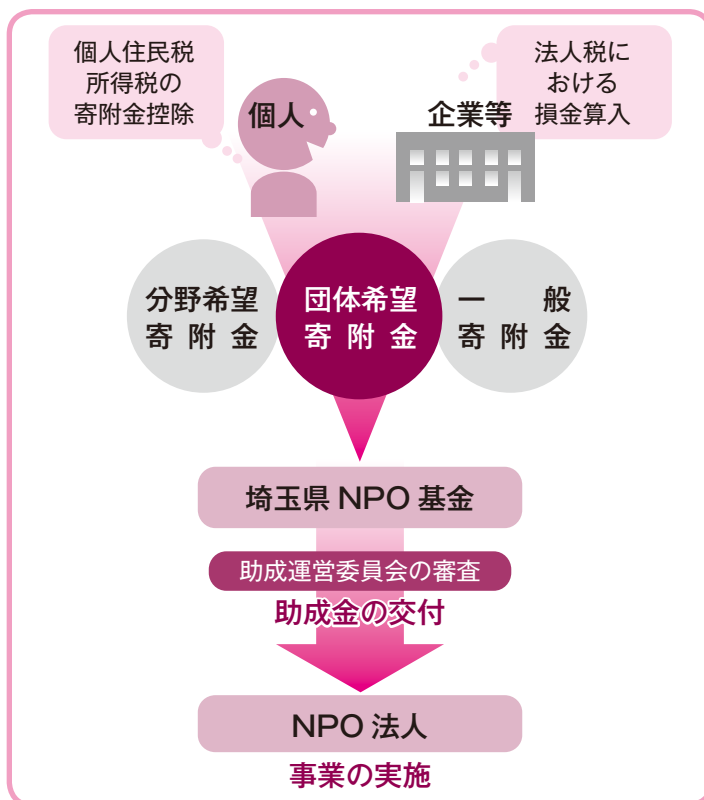 個人住民税
所得税の
寄附金控除
個人
企業等
法人税に
おける
損金算入
分野希望
寄附金
団体希望
寄附金
一般
寄附金
埼玉県 NPO 基金
助成運営委員会の審査
助成金の交付
NPO 法人
事業の実施